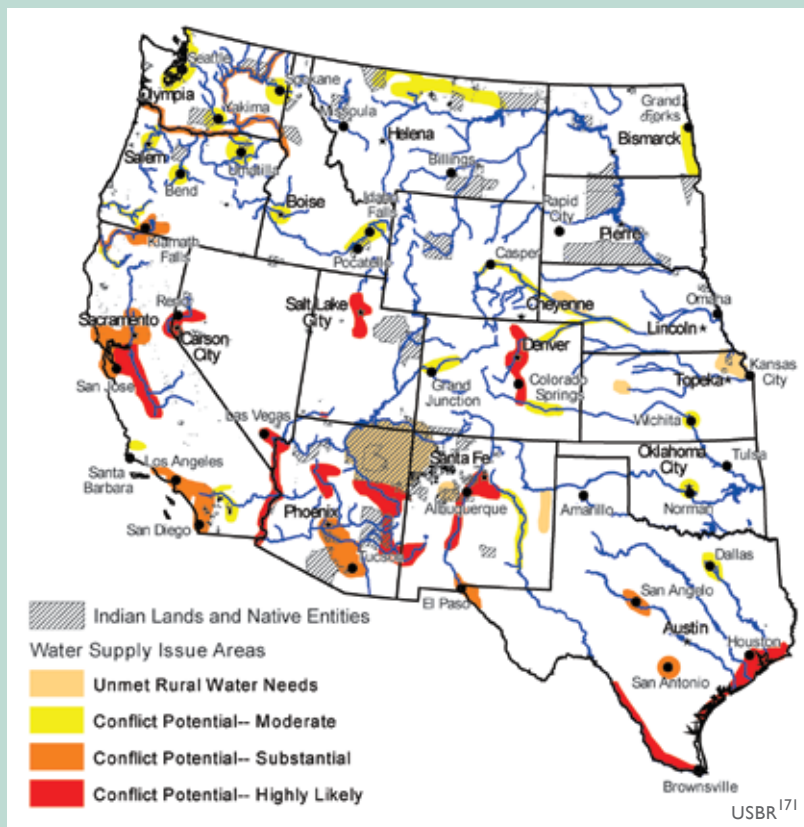 Seattle
Olympia
Spokane
Yakima
Missoula
Helena
Grand
Forks
Bismarck
Salem
Umatilla
Bend
Billings
Boise
Idaho
Falls
Rapid
City
Pierre
Klamath
Falls
Pocatello
Casper
Reno
Salt Lake
City
Cheyenne
Omaha
Lincoln
Sacramento
Carson
City
Denver
San Jose
Grand
Junction
Colorado
Springs
Topeka
Kansas
City
Las Vegas
Wichita
Santa Fe
Oklahoma
City
Tulsa
Santa
Barbara
Los Angeles
Phoenix
Albuquerque
Amarillo
Norman
San Diego
Tucson
Dallas
El Paso
San Angelo
Austin
Houston
San Antonio
Brownsville
Indian Lands and Native Entities
Water Supply Issue Areas
Unmet Rural Water Needs
Conflict Potential-- Moderate
Conflict Potential-- Substantial
Conflict Potential-- Highly Likely
USBR171